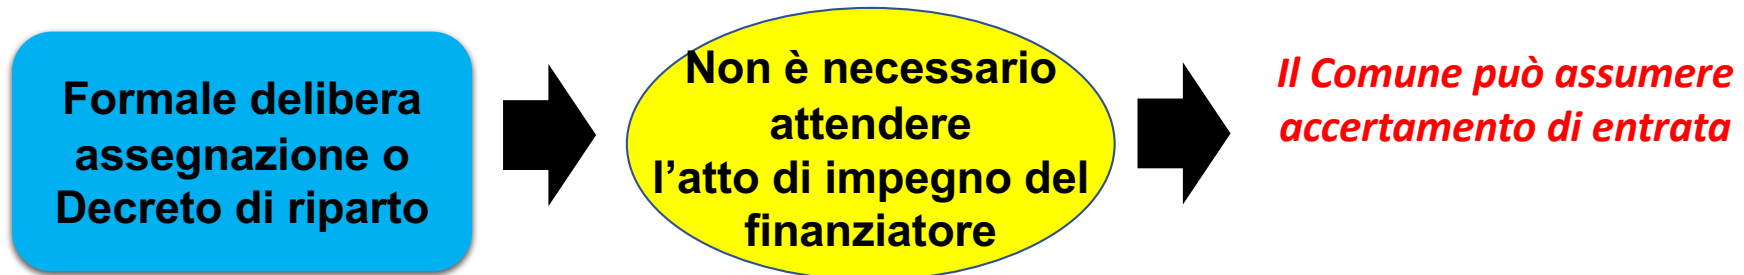 Formale delibera
assegnazione o
Decreto di riparto
Non è necessario
attendere
l’atto di impegno del
finanziatore
Il Comune può assumere
accertamento di entrata